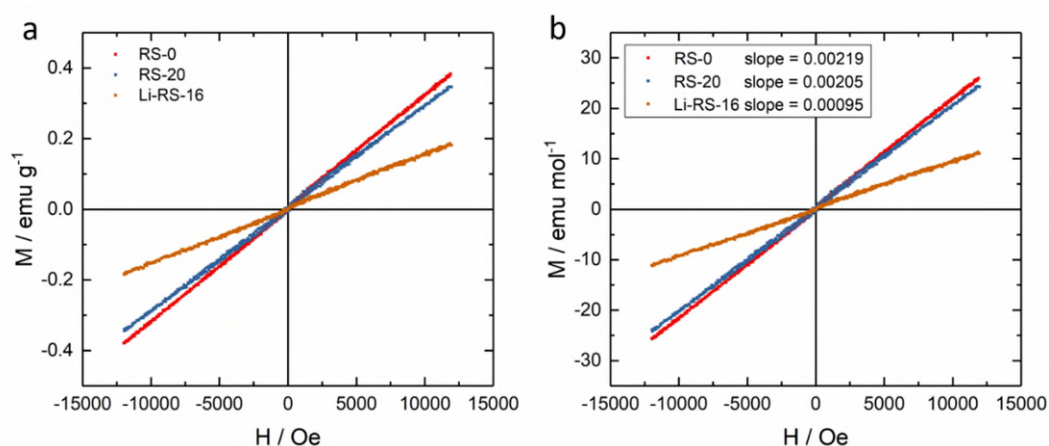 a
RS-0
RS-20
Li-RS-16
0.4
0.2
0.0
-0.2
-0.4
M / emu g⁻¹
-15000 -10000 -5000 0 5000 10000 15000
H / Oe
b
RS-0 slope = 0.00219
RS-20 slope = 0.00205
Li-RS-16 slope = 0.00095
30
20
10
0
-10
-20
-30
M / emu mol⁻¹
-15000 -10000 -5000 0 5000 10000 15000
H / Oe